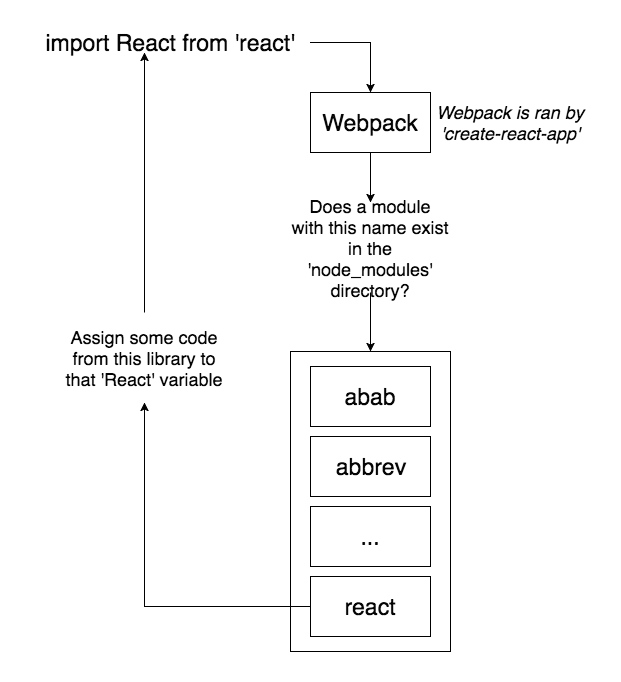 import React from 'react'
Webpack
Webpack is ran by
'create-react-app'
Does a module
with this name exist
in the
'node_modules'
directory?
Assign some code
from this library to
that 'React' variable
abab
abbrev
...
react